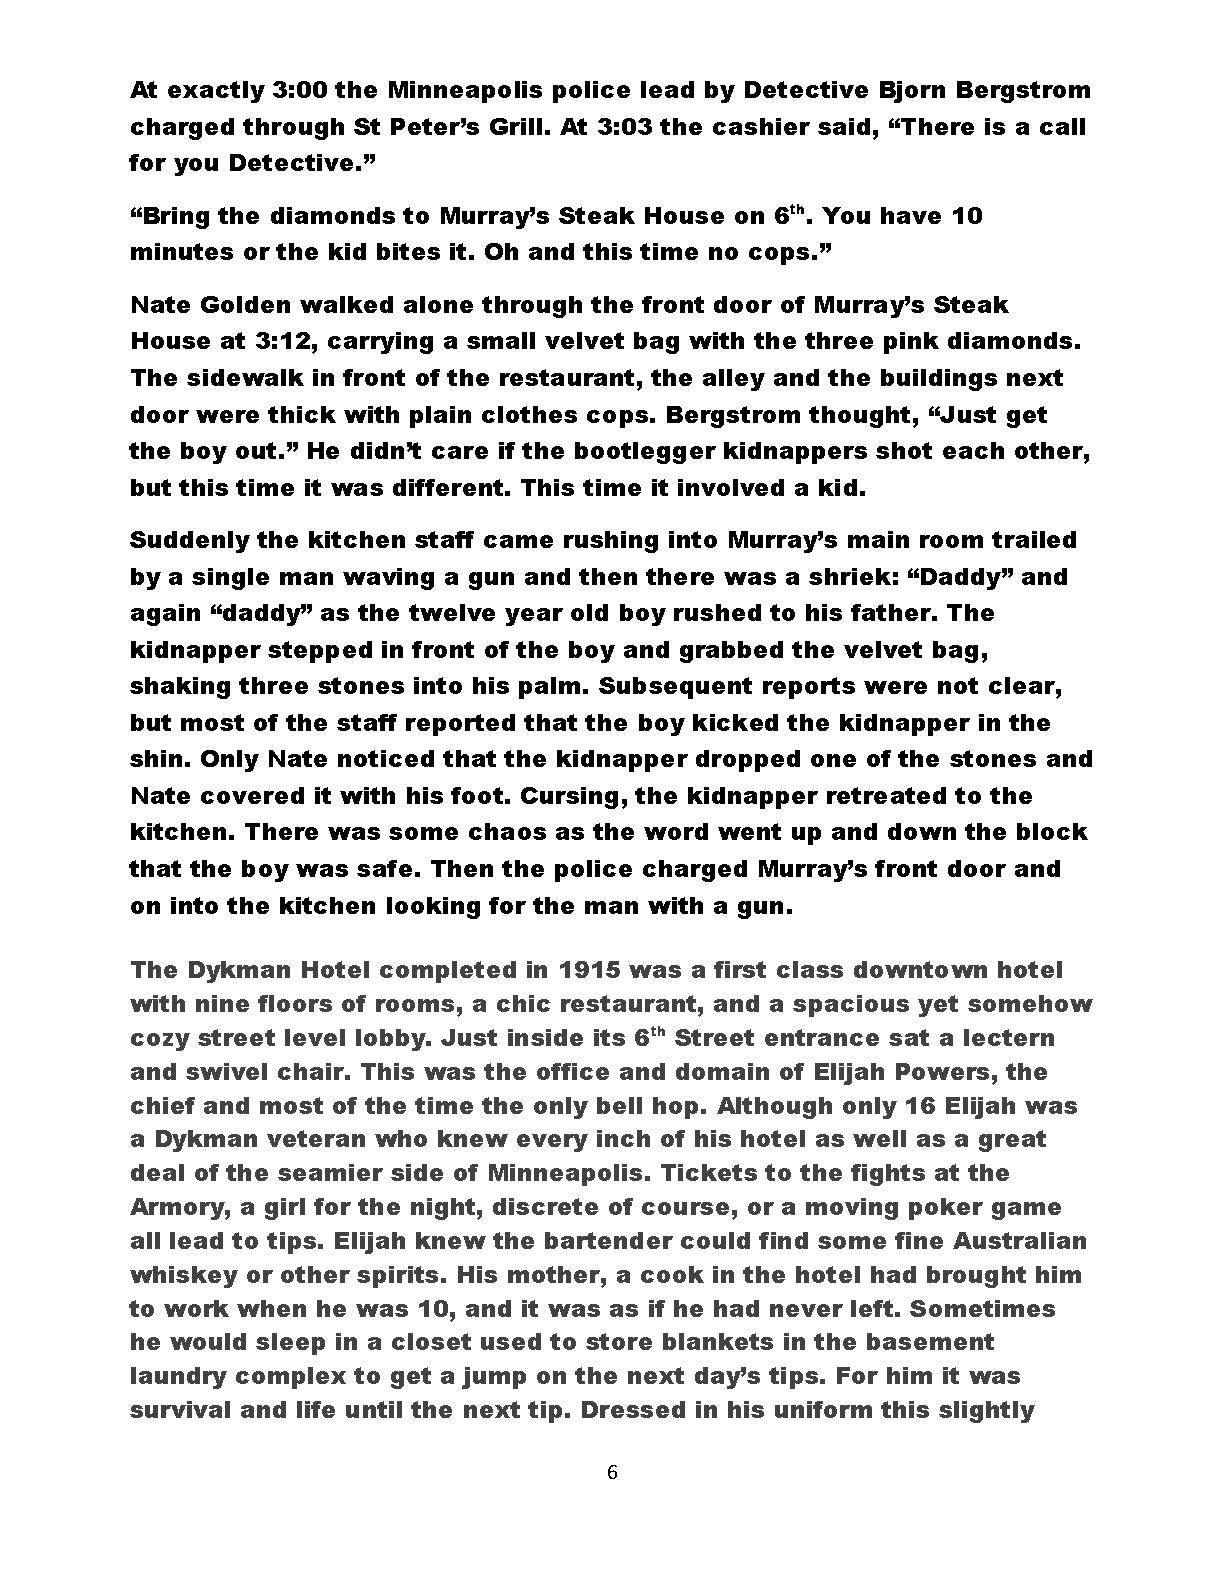 At exactly 3:00 the Minneapolis police lead by Detective Bjorn Bergstrom
charged through St Peter’s Grill. At 3:03 the cashier said, “There is a call
for you Detective.”
“Bring the diamonds to Murray’s Steak House on 6th. You have 10
minutes or the kid bites it. Oh and this time no cops.”
Nate Golden walked alone through the front door of Murray’s Steak
House at 3:12, carrying a small velvet bag with the three pink diamonds.
The sidewalk in front of the restaurant, the alley and the buildings next
door were thick with plain clothes cops. Bergstrom thought, “Just get
the boy out.” He didn’t care if the bootlegger kidnappers shot each other,
but this time it was different. This time it involved a kid.
Suddenly the kitchen staff came rushing into Murray’s main room trailed
by a single man waving a gun and then there was a shriek: “Daddy” and
again “daddy” as the twelve year old boy rushed to his father. The
kidnapper stepped in front of the boy and grabbed the velvet bag,
shaking three stones into his palm. Subsequent reports were not clear,
but most of the staff reported that the boy kicked the kidnapper in the
shin. Only Nate noticed that the kidnapper dropped one of the stones and
Nate covered it with his foot. Cursing, the kidnapper retreated to the
kitchen. There was some chaos as the word went up and down the block
that the boy was safe. Then the police charged Murray’s front door and
on into the kitchen looking for the man with a gun.
The Dykman Hotel completed in 1915 was a first class downtown hotel
with nine floors of rooms, a chic restaurant, and a spacious yet somehow
cozy street level lobby. Just inside its 6th Street entrance sat a lectern
and swivel chair. This was the office and domain of Elijah Powers, the
chief and most of the time the only bell hop. Although only 16 Elijah was
a Dykman veteran who knew every inch of his hotel as well as a great
deal of the seamier side of Minneapolis. Tickets to the fights at the
Armory, a girl for the night, discrete of course, or a moving poker game
all lead to tips. Elijah knew the bartender could find some fine Australian
whiskey or other spirits. His mother, a cook in the hotel had brought him
to work when he was 10, and it was as if he had never left. Sometimes
he would sleep in a closet used to store blankets in the basement
laundry complex to get a jump on the next day’s tips. For him it was
survival and life until the next tip. Dressed in his uniform this slightly
6